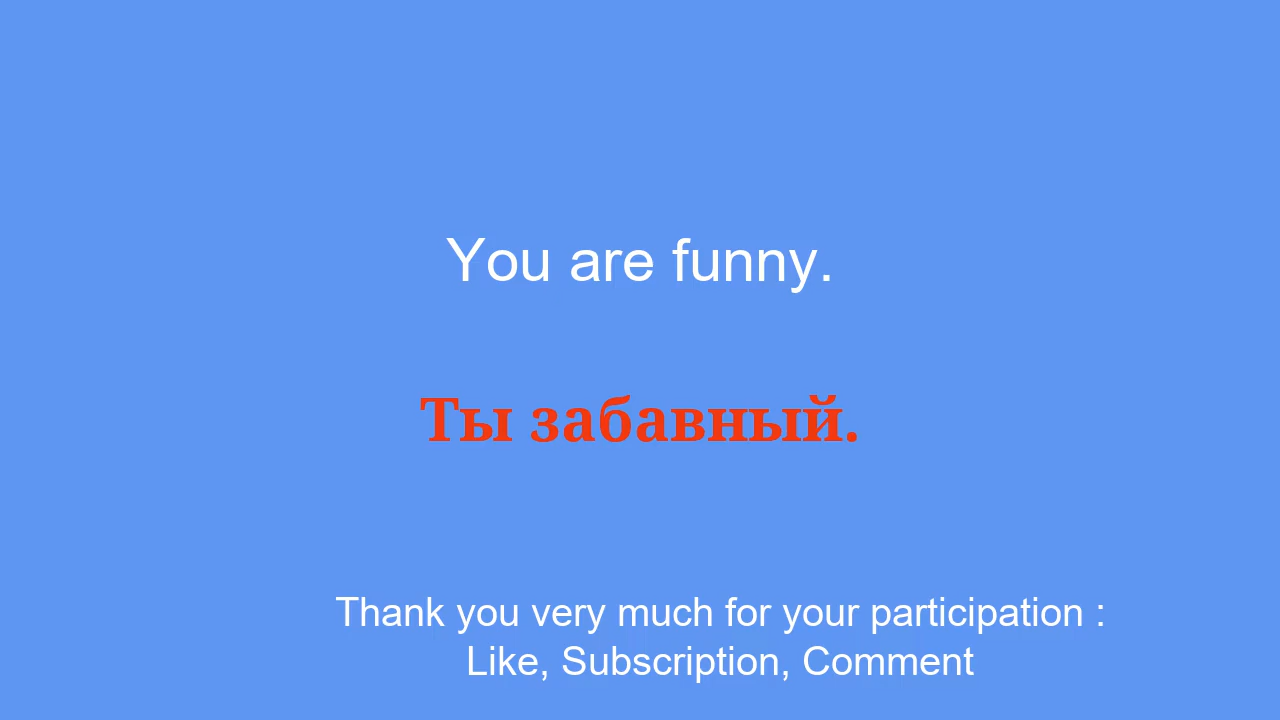 You are funny.
Ты забавный.
Thank you very much for your participation :
Like, Subscription, Comment